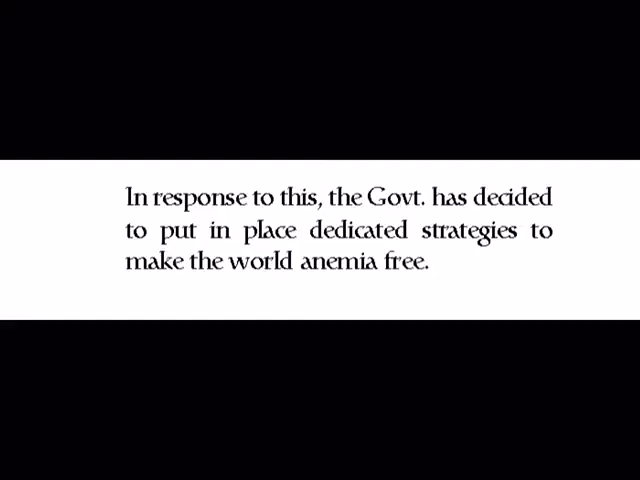 In response to this, the Govt. has decided
to put in place dedicated strategies to
make the world anemia free.